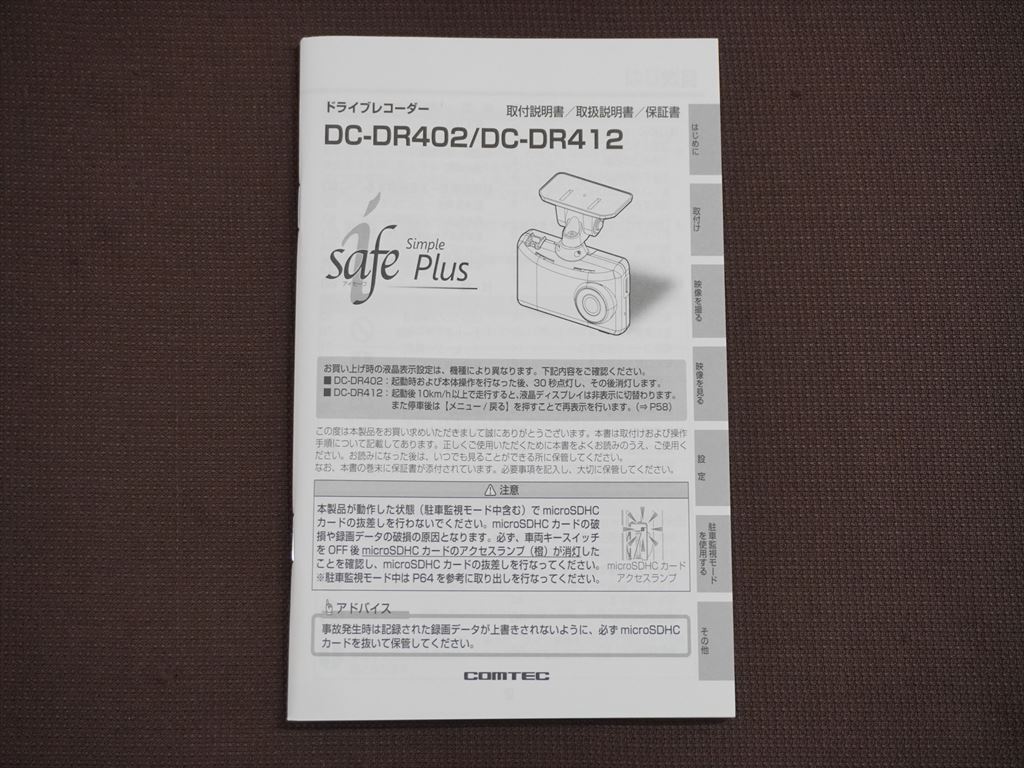 ドライブレコーダー
取付説明書／取扱説明書／保証書
DC-DR402/DC-DR412
i safe
アイセーフ
Simple
Plus
お買い上げ時の液晶表示設定は、機種により異なります。下記内容をご確認ください。
■ DC-DR402：起動時および本体操作を行なった後、30 秒点灯し、その後消灯します。
■ DC-DR412：起動後 10km/h 以上で走行すると、液晶ディスプレイは非表示に切替わります。
また停車後は【メニュー / 戻る】を押すことで再表示を行います。（⇒ P58）
この度は本製品をお買い求めいただきまして誠にありがとうございます。本書は取付けおよび操作
手順について記載してあります。正しくご使用いただくために本書をよくお読みのうえ、ご使用く
ださい。お読みになった後は、いつでも見ることができる所に保管してください。
なお、本書の巻末に保証書が添付されています。必要事項を記入し、大切に保管してください。
⚠ 注意
本製品が動作した状態（駐車監視モード中含む）で microSDHC
カードの抜差しを行わないでください。microSDHC カードの破
損や録画データの破損の原因となります。必ず、車両キースイッチ
を OFF 後 microSDHC カードのアクセスランプ（橙）が消灯した
ことを確認し、microSDHC カードの抜差しを行なってください。
※駐車監視モード中は P64 を参考に取り出しを行なってください。
microSDHC カード
アクセスランプ
アドバイス
事故発生時は記録された録画データが上書きされないように、必ず microSDHC
カードを抜いて保管してください。
COMTEC
はじめに
取付け
映像を撮る
映像を見る
設 定
駐車監視モード
を使用する
その他